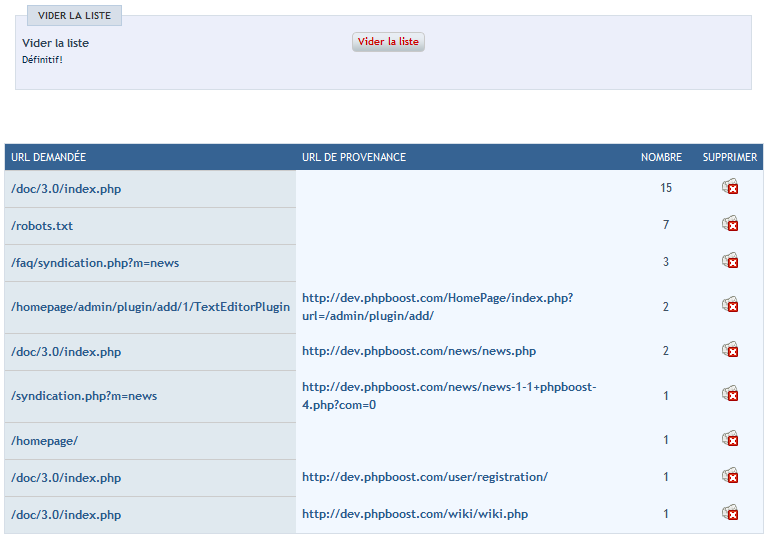 VIDER LA LISTE
Vider la liste
Vider la liste
Définitif!
URL DEMANDÉE URL DE PROVENANCE NOMBRE SUPPRIMER
/doc/3.0/index.php 15
/robots.txt 7
/faq/syndication.php?m=news 3
/homepage/admin/plugin/add/1/TextEditorPlugin http://dev.phpboost.com/HomePage/index.php? 2
url=/admin/plugin/add/
/doc/3.0/index.php http://dev.phpboost.com/news/news.php 2
/syndication.php?m=news http://dev.phpboost.com/news/news-1-1+phpboost- 1
4.php?com=0
/homepage/ 1
/doc/3.0/index.php http://dev.phpboost.com/user/registration/ 1
/doc/3.0/index.php http://dev.phpboost.com/wiki/wiki.php 1